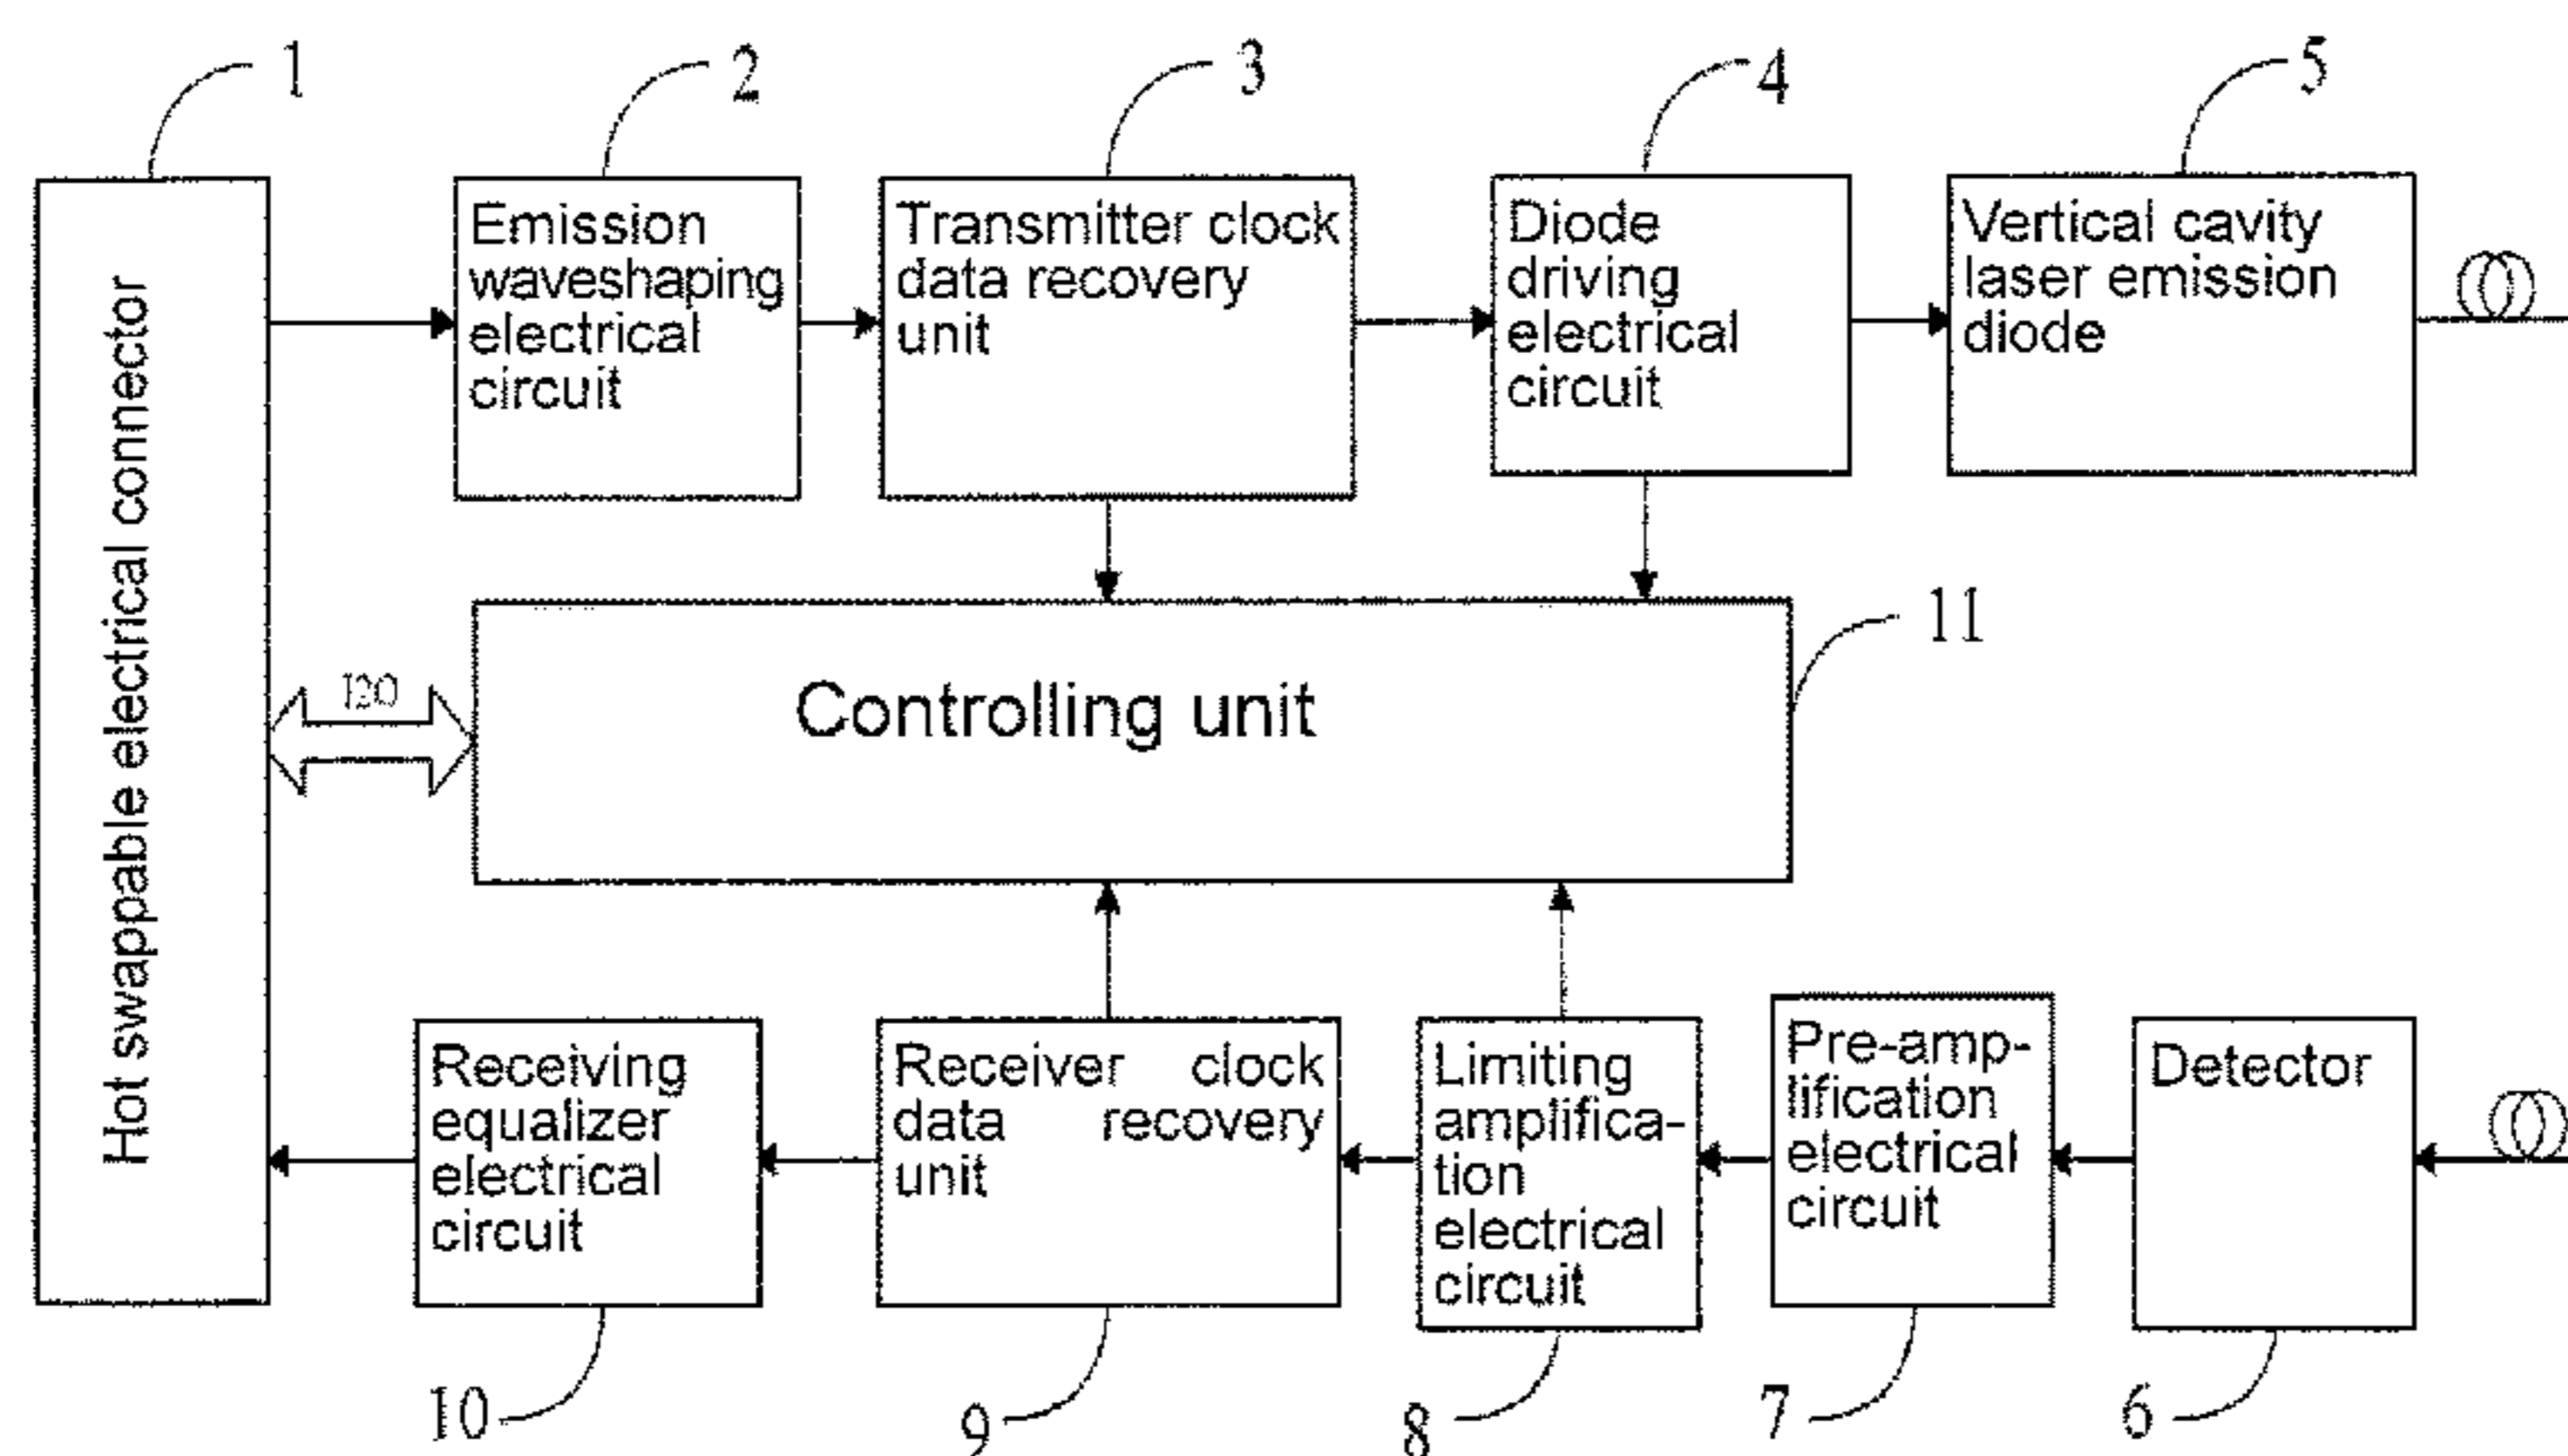 1
2
3
4
5
Hot swappable electrical connector
Emission
waveshaping
electrical
circuit
Transmitter clock
data recovery
unit
Diode
driving
electrical
circuit
Vertical cavity
laser emission
diode
11
Controlling unit
Receiving
equalizer
electrical
circuit
Receiver clock
data recovery
unit
Limiting
amplifica-
tion
electrical
circuit
Pre-amp-
lification
electrical
circuit
Detector
10
9
8
7
6